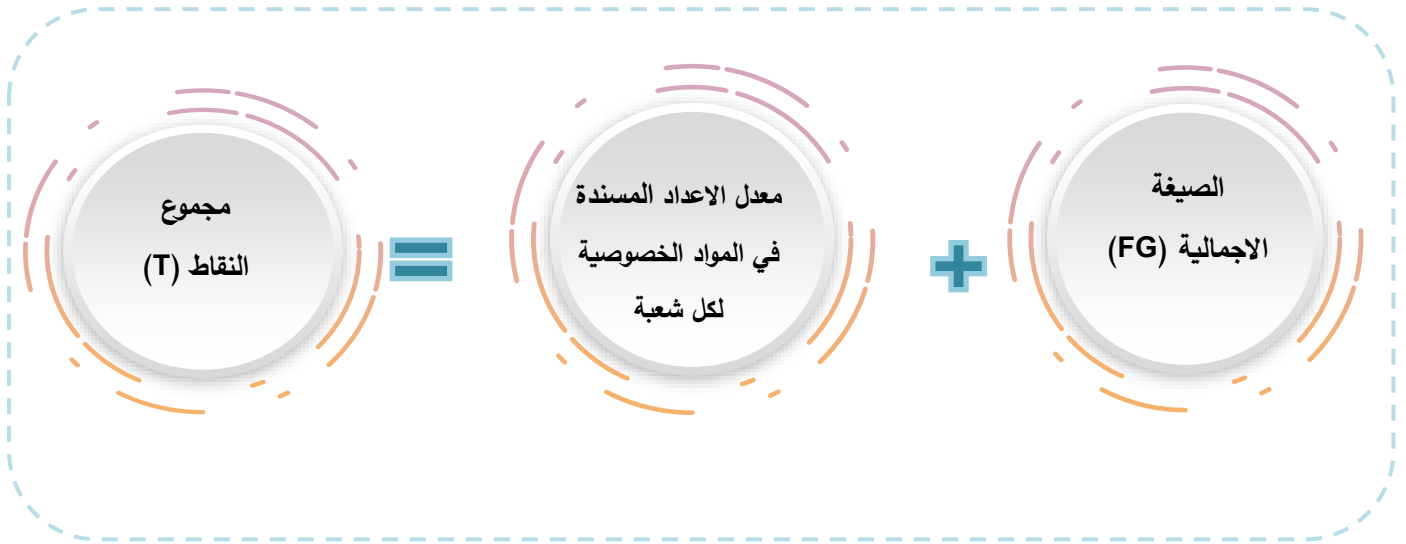 الصيغة
الاجمالية (FG)
+
معدل الاعداد المسندة
في المواد الخصوصية
لكل شعبة
=
مجموع
النقاط (T)